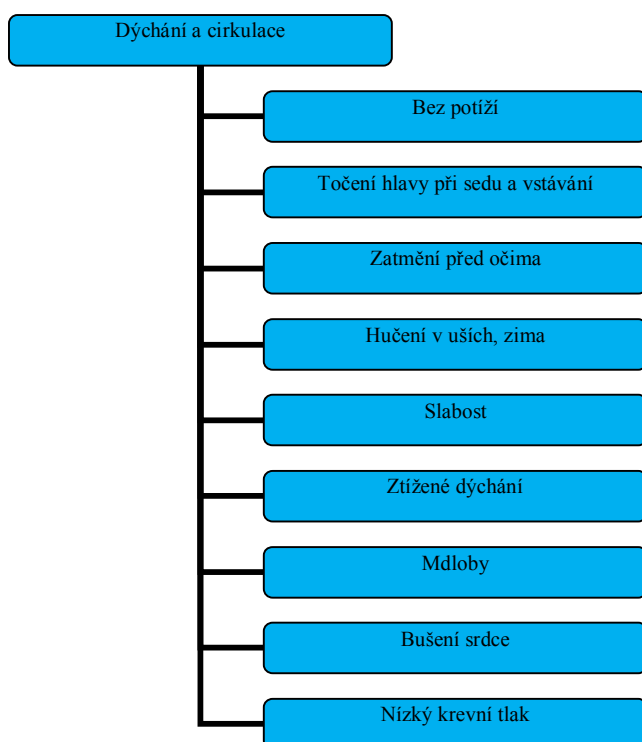 Dýchání a cirkulace
Bez potíží
Točení hlavy při sedu a vstávání
Zatmění před očima
Hučení v uších, zima
Slabost
Ztížené dýchání
Mdloby
Bušení srdce
Nízký krevní tlak